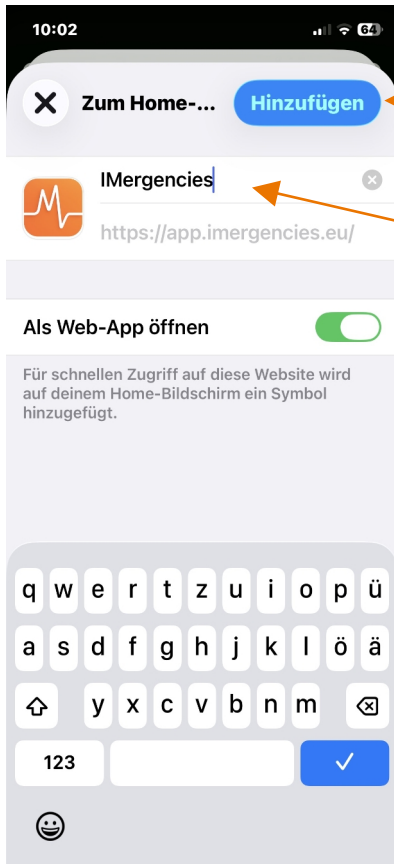 10:02
64
Zum Home-...
Hinzufügen
IMergencies
https://app.imergencies.eu/
Als Web-App öffnen
Für schnellen Zugriff auf diese Website wird
auf deinem Home-Bildschirm ein Symbol
hinzugefügt.
q w e r t z u i o p ü
a s d f g h j k l ö ä
y x c v b n m
123